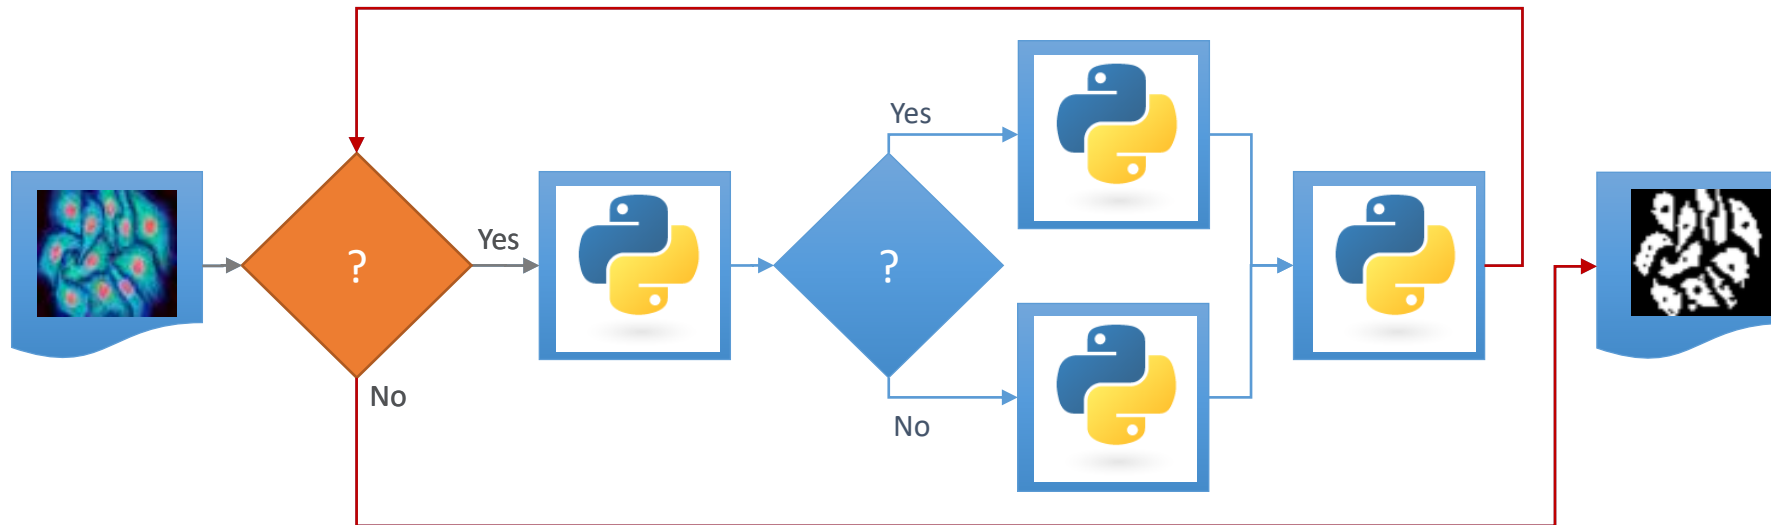 ?
Yes
No
?
Yes
No